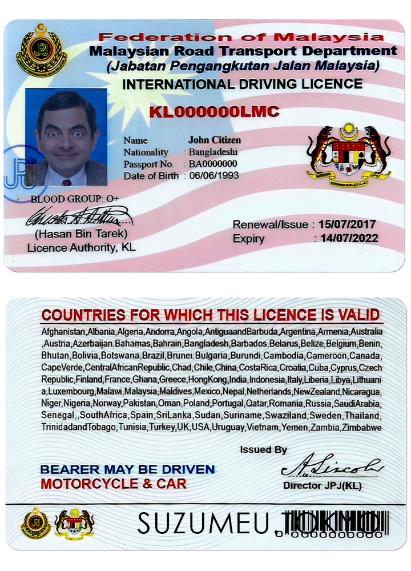 Federation of Malaysia
Malaysian Road Transport Department
(Jabatan Pengangkutan Jalan Malaysia)
INTERNATIONAL DRIVING LICENCE
KL000000LMC
Name John Citizen
Nationality : Bangladeshi
Passport No. BA0000000
Date of Birth : 06/06/1993
BLOOD GROUP: O+
(Hasan Bin Tarek)
Licence Authority, KL
Renewal/Issue : 15/07/2017
Expiry : 14/07/2022
COUNTRIES FOR WHICH THIS LICENCE IS VALID
Afghanistan,Albania,Algeria,Andorra,Angola,AntiguaandBarbuda,Argentina,Armenia,Australia
,Austria,Azerbaijan,Bahamas,Bahrain,Bangladesh,Barbados,Belarus,Belize,Belgium,Benin,
Bhutan,Bolivia,Botswana,Brazil,Brunei,Bulgaria,Burundi,Cambodia,Cameroon,Canada,
CapeVerde,CentralAfricanRepublic,Chad,Chile,China,CostaRica,Croatia,Cuba,Cyprus,Czech
Republic,Finland,France,Ghana,Greece,HongKong,India,Indonesia,Italy,Liberia,Libya,Lithuani
a,Luxembourg,Malawi,Malaysia,Maldives,Mexico,Nepal,Netherlands,NewZealand,Nicaragua,
Niger,Nigeria,Norway,Pakistan,Oman,Poland,Portugal,Qatar,Romania,Russia,SaudiArabia,
Senegal,,SouthAfrica,Spain,SriLanka,Sudan,Suriname,Swaziland,Sweden,Thailand,
TrinidadandTobago,Tunisia,Turkey,UK,USA,Uruguay,Vietnam,Yemen,Zambia,Zimbabwe
Issued By
A. Lincoln
BEARER MAY BE DRIVEN
MOTORCYCLE & CAR
Director JPJ(KL)
SUZUMEU.